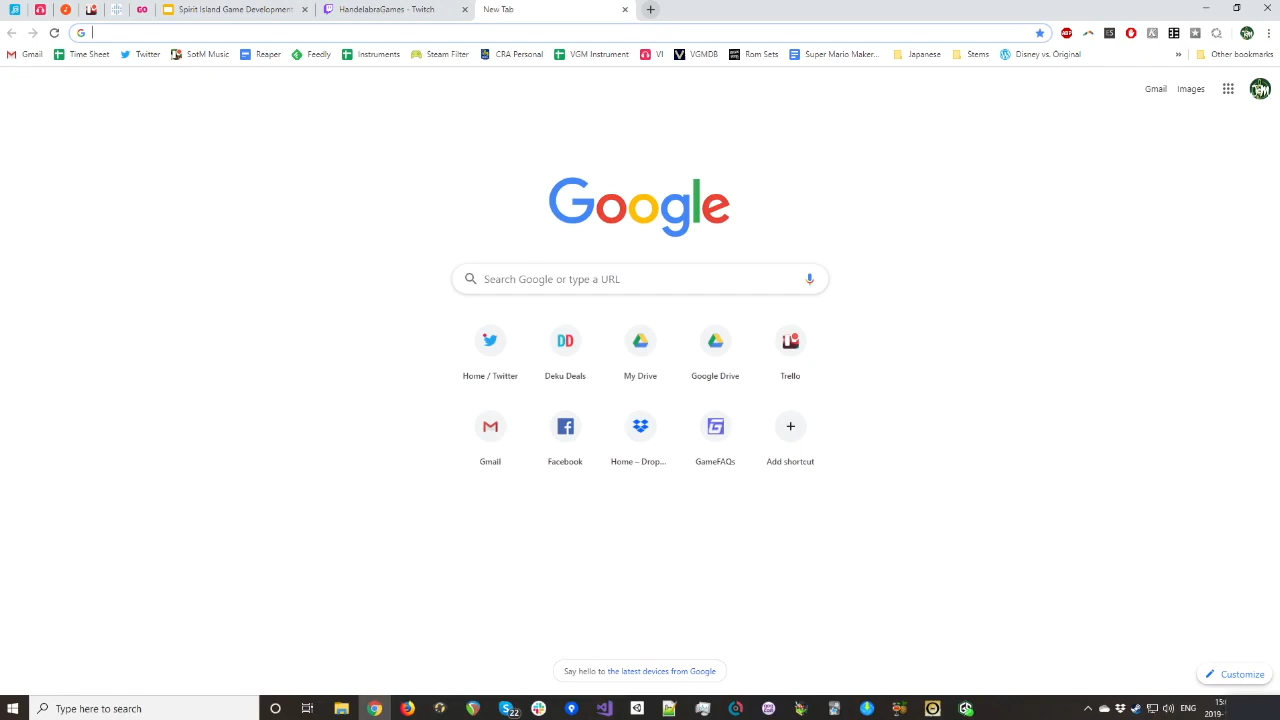 Spirit Island Game Development
HandelabraGames - Twitch
New Tab
Gmail
Time Sheet
Twitter
SotM Music
Reaper
Feedly
Instruments
Steam Filter
CRA Personal
VGM Instrument
VI
VGMDB
Rom Sets
Super Mario Maker...
Japanese
Stems
Disney vs. Original
»
Other bookmarks
Gmail
Images
Google
Search Google or type a URL
Home / Twitter
Deku Deals
My Drive
Google Drive
Trello
Gmail
Facebook
Home – Drop...
GameFAQs
Add shortcut
Say hello to the latest devices from Google
Customize
Type here to search
22
ENG
2019-